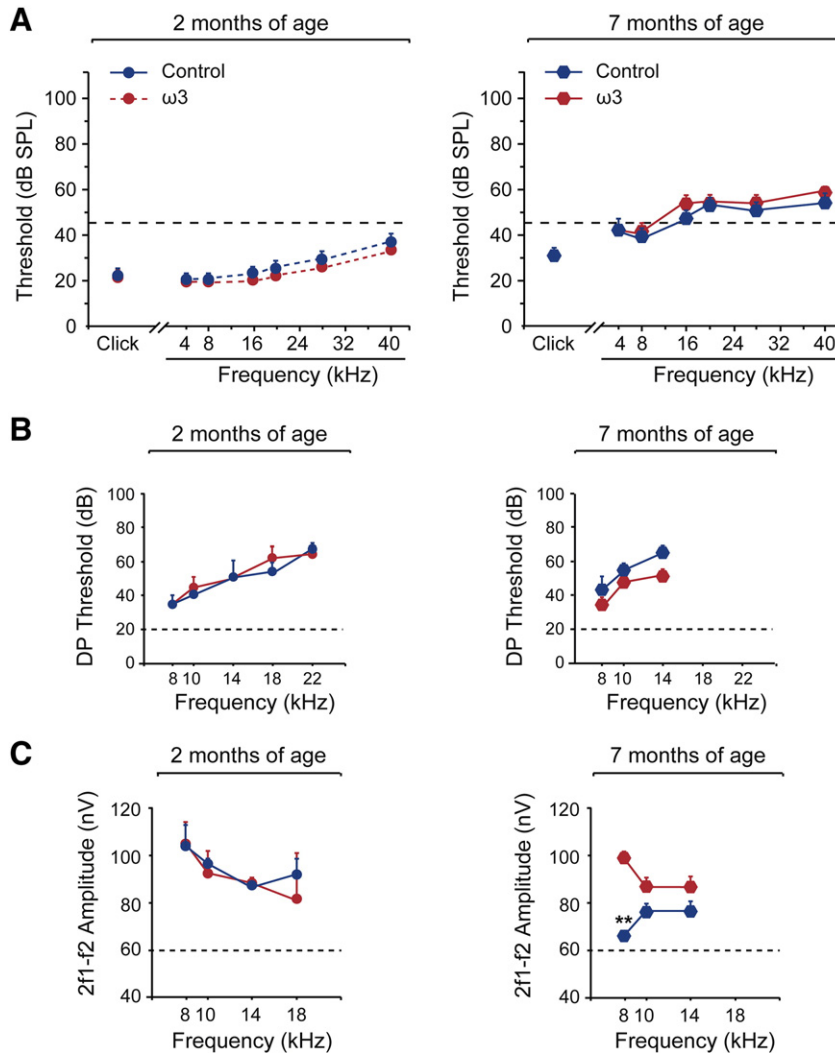 A
2 months of age
Control
ω3
Threshold (dB SPL)
100
80
60
40
20
0
Click
4 8 16 24 32 40
Frequency (kHz)
7 months of age
Control
ω3
Threshold (dB SPL)
100
80
60
40
20
0
Click
4 8 16 24 32 40
Frequency (kHz)
B
2 months of age
DP Threshold (dB)
100
80
60
40
20
0
8 10 14 18 22
Frequency (kHz)
7 months of age
DP Threshold (dB)
100
80
60
40
20
0
8 10 14 18 22
Frequency (kHz)
C
2 months of age
2f1-f2 Amplitude (nV)
120
100
80
60
40
8 10 14 18
Frequency (kHz)
7 months of age
2f1-f2 Amplitude (nV)
120
100
80
60
40
**
8 10 14 18
Frequency (kHz)